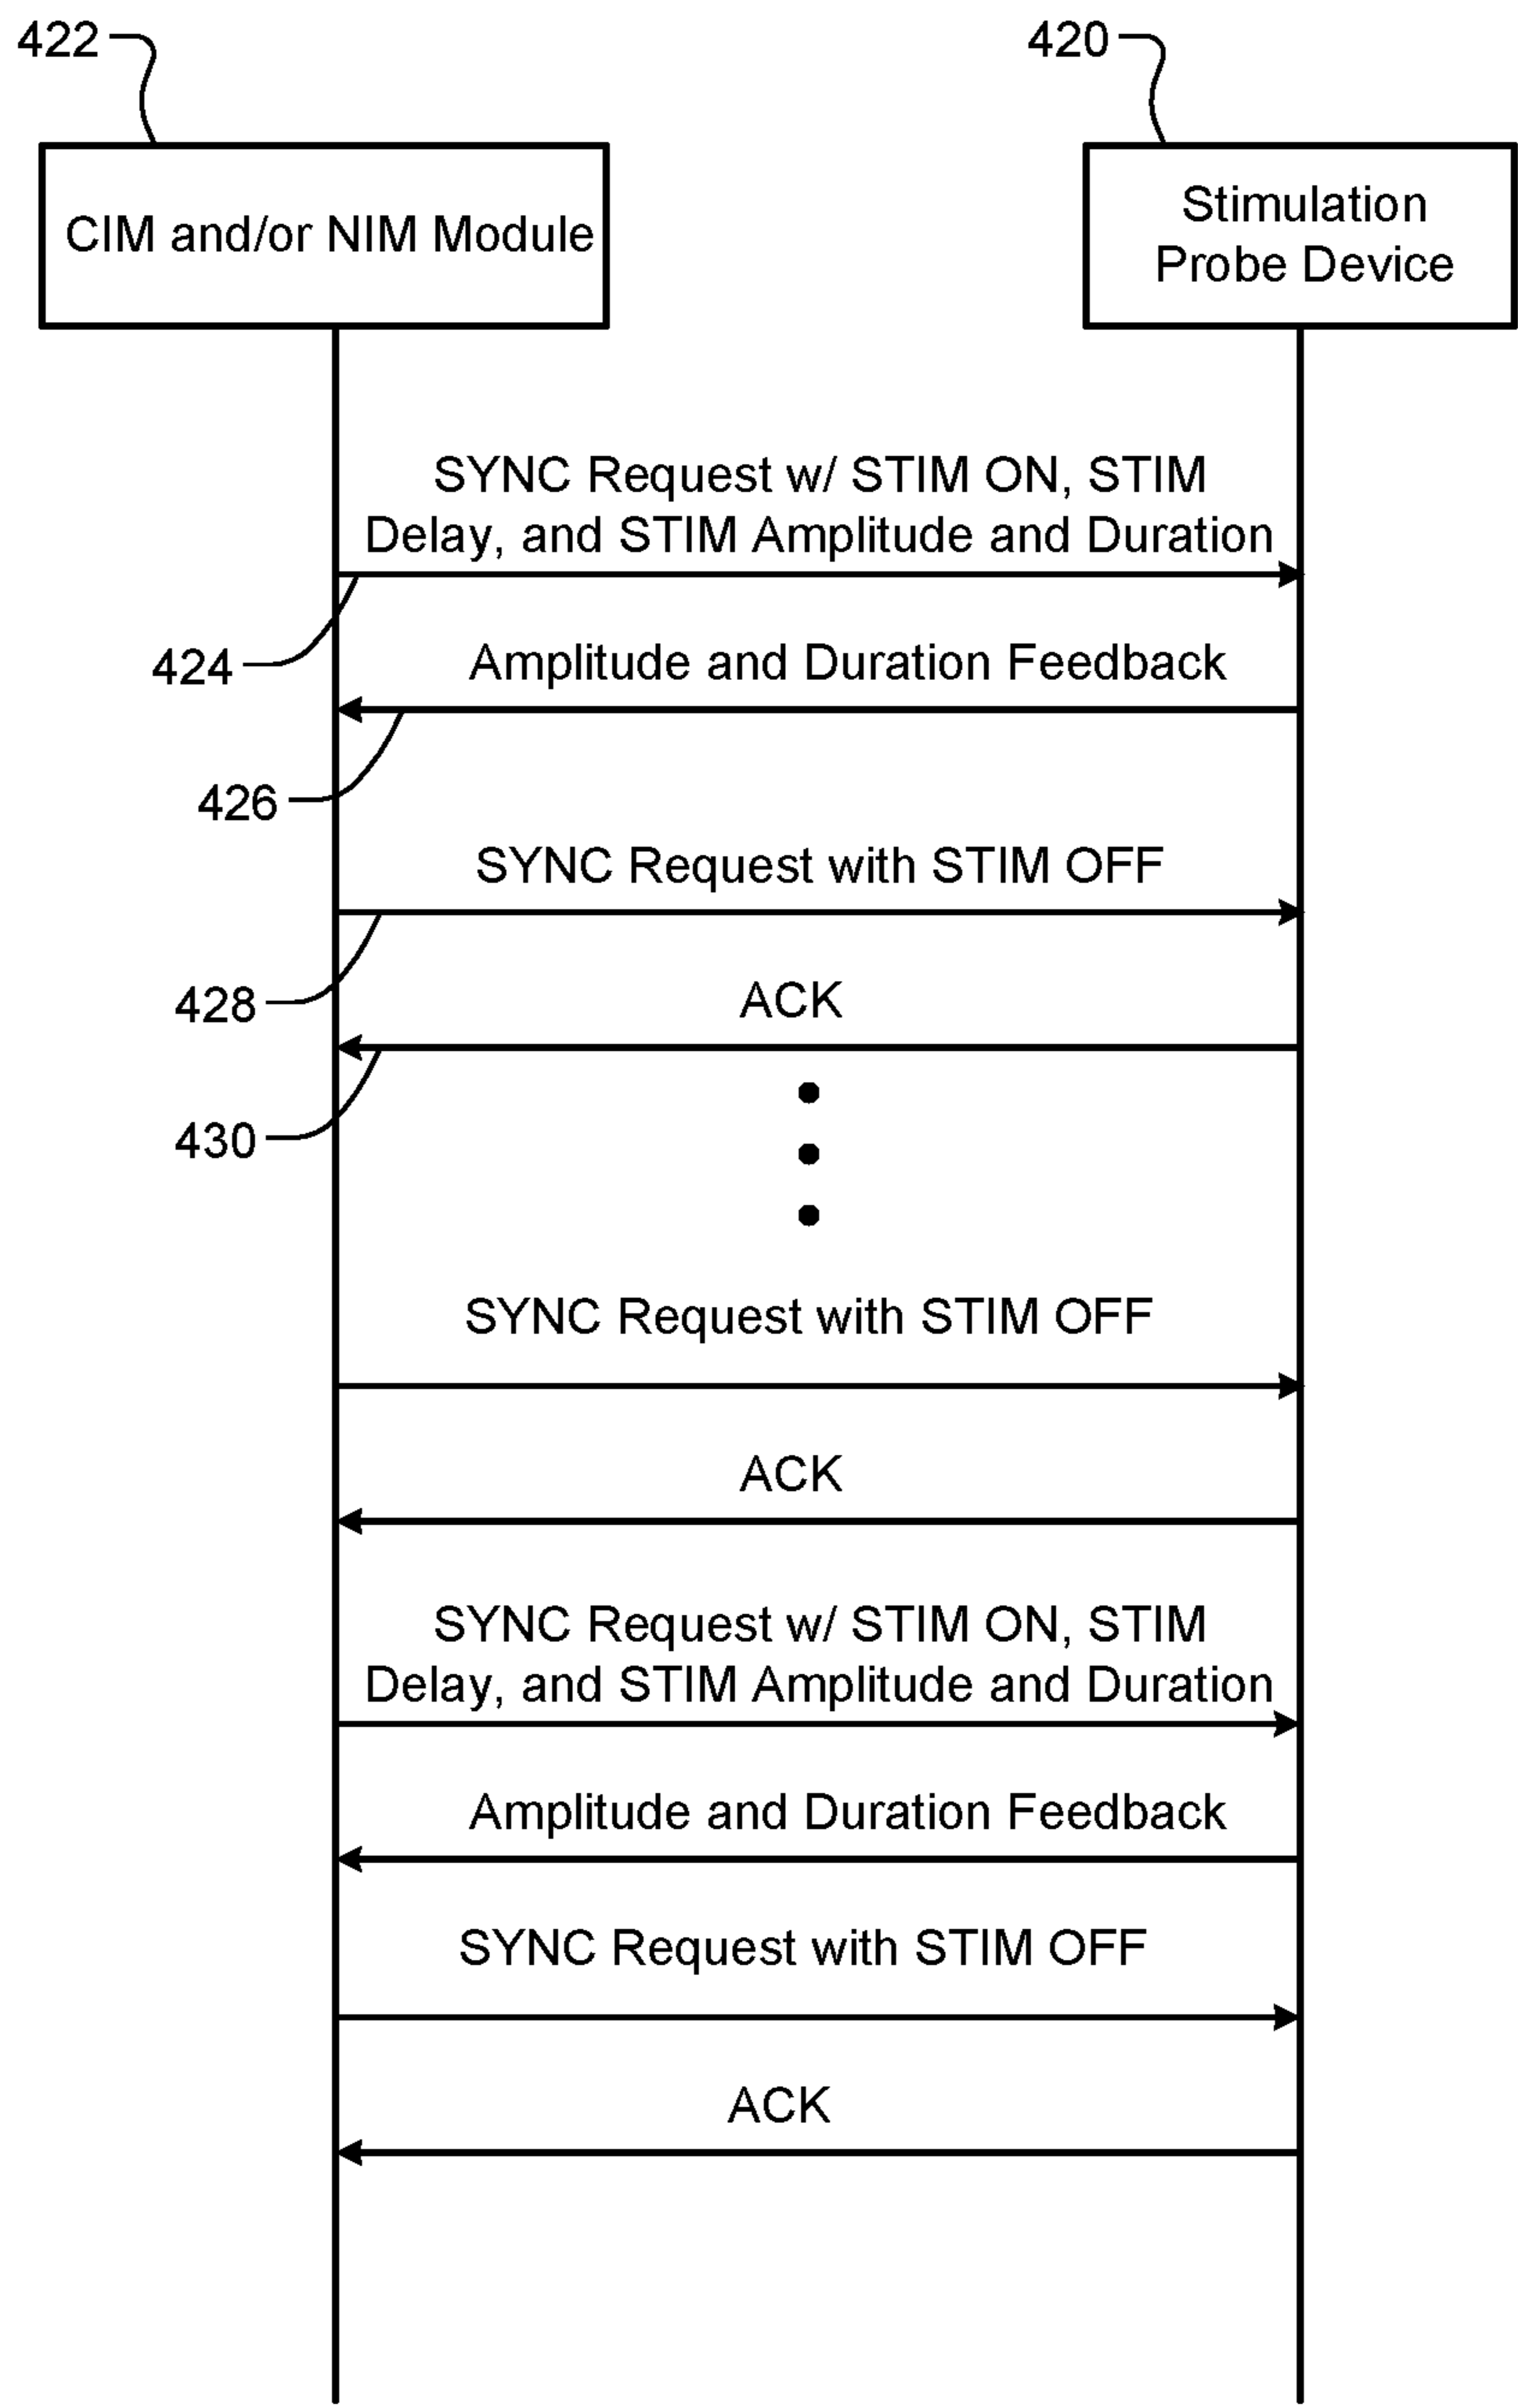 422
420
CIM and/or NIM Module
Stimulation
Probe Device
SYNC Request w/ STIM ON, STIM
Delay, and STIM Amplitude and Duration
424
Amplitude and Duration Feedback
426
SYNC Request with STIM OFF
428
ACK
430
SYNC Request with STIM OFF
ACK
SYNC Request w/ STIM ON, STIM
Delay, and STIM Amplitude and Duration
Amplitude and Duration Feedback
SYNC Request with STIM OFF
ACK